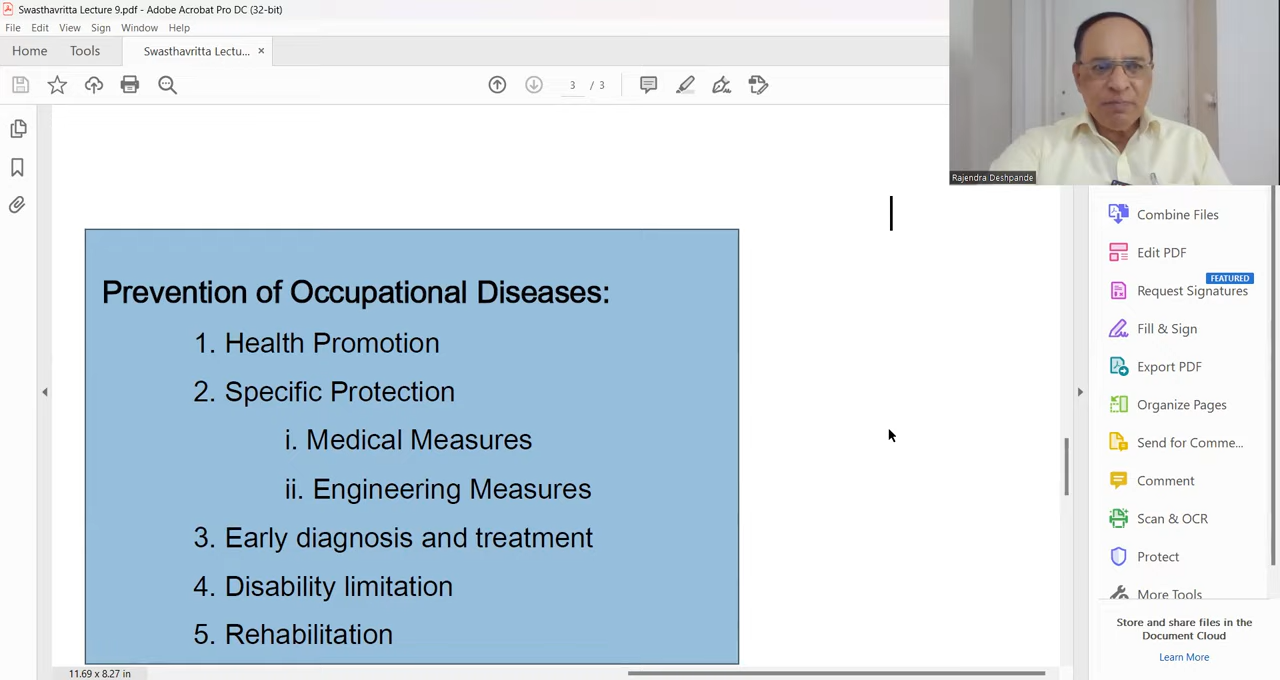 Swasthavritta Lecture 9.pdf - Adobe Acrobat Pro DC (32-bit)
File Edit View Sign Window Help
Home Tools Swasthavritta Lectu... ×
3 / 3
Rajendra Deshpande
Prevention of Occupational Diseases:
1. Health Promotion
2. Specific Protection
i. Medical Measures
ii. Engineering Measures
3. Early diagnosis and treatment
4. Disability limitation
5. Rehabilitation
Combine Files
Edit PDF
FEATURED
Request Signatures
Fill & Sign
Export PDF
Organize Pages
Send for Comme...
Comment
Scan & OCR
Protect
More Tools
Store and share files in the
Document Cloud
Learn More
11.69 x 8.27 in